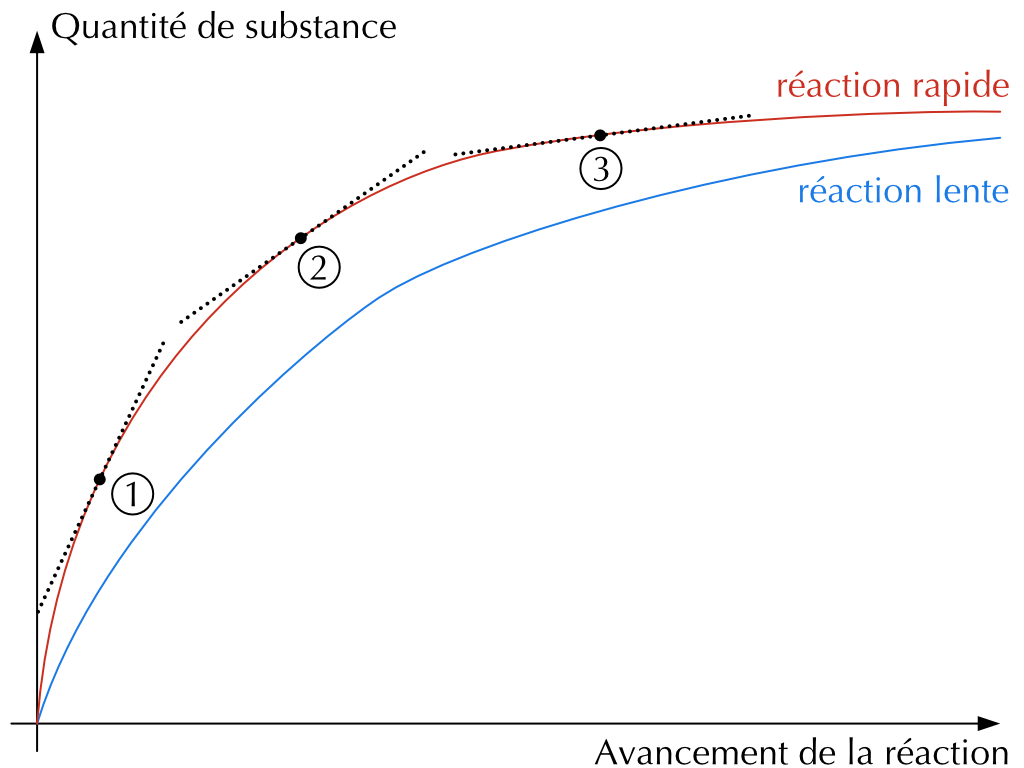 Quantité de substance
réaction rapide
réaction lente
3
2
1
Avancement de la réaction